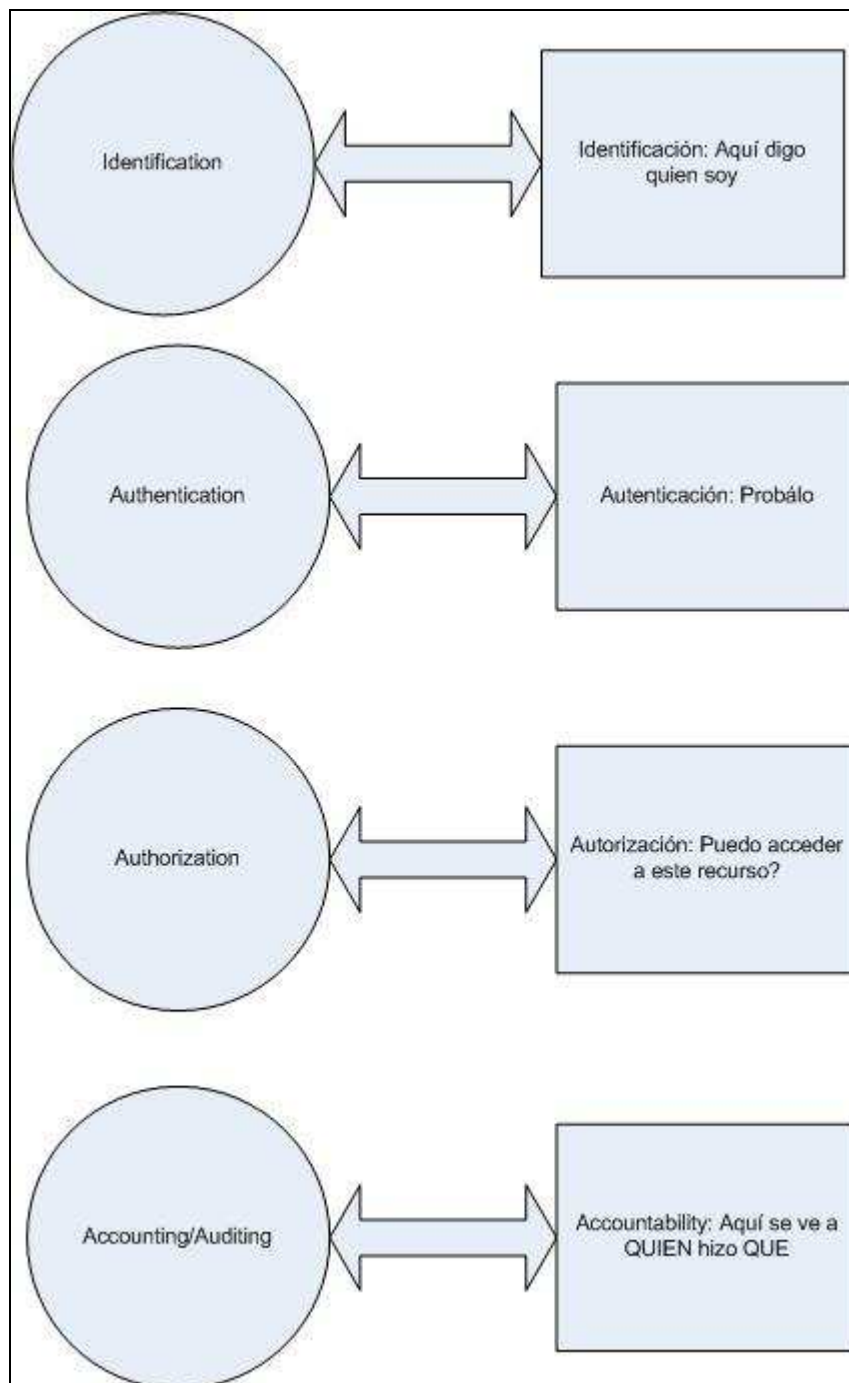 Identification
Identificación: Aquí digo
quien soy
Authentication
Autenticación: Probálo
Authorization
Autorización: Puedo acceder
a este recurso?
Accounting/Auditing
Accountability: Aquí se ve a
QUIEN hizo QUE